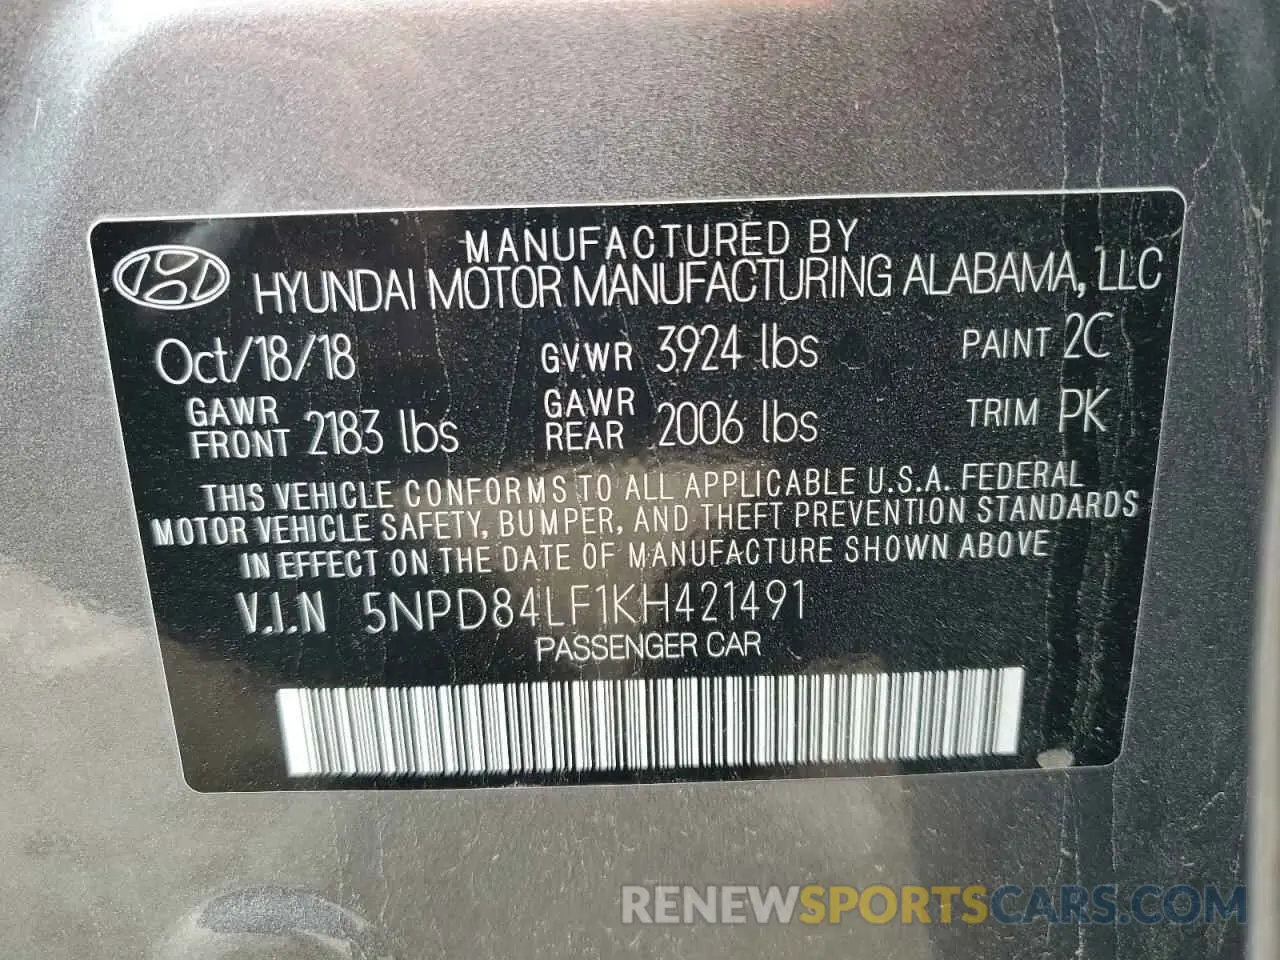 MANUFACTURED BY
HYUNDAI MOTOR MANUFACTURING ALABAMA, LLC
Oct/18/18 GVWR 3924 lbs PAINT 2C
GAWR FRONT 2183 lbs GAWR REAR 2006 lbs TRIM PK
THIS VEHICLE CONFORMS TO ALL APPLICABLE U.S.A. FEDERAL
MOTOR VEHICLE SAFETY, BUMPER, AND THEFT PREVENTION STANDARDS
IN EFFECT ON THE DATE OF MANUFACTURE SHOWN ABOVE
V.I.N 5NPD84LF1KH421491
PASSENGER CAR
RENEWSPORTSCARS.COM